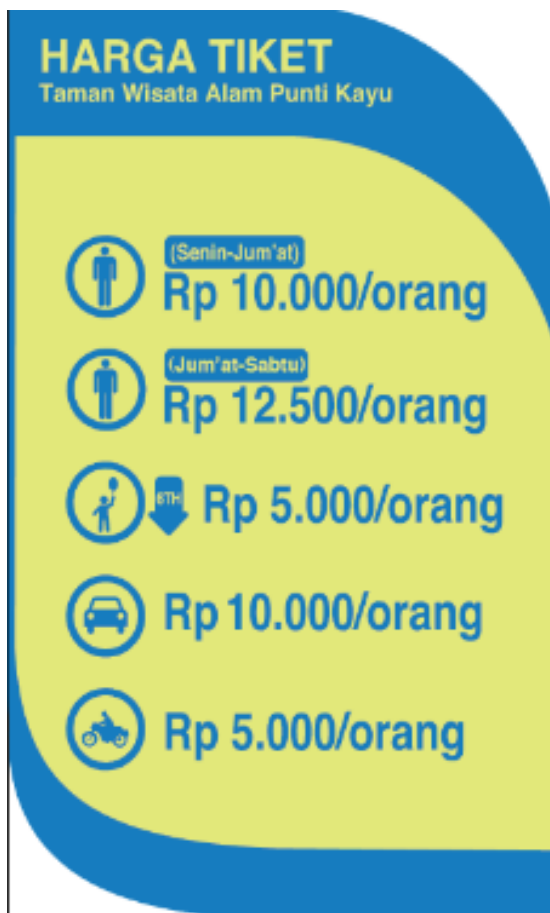 HARGA TIKET
Taman Wisata Alam Punti Kayu
(Senin-Jum'at)
Rp 10.000/orang
(Jum'at-Sabtu)
Rp 12.500/orang
6TH
Rp 5.000/orang
Rp 10.000/orang
Rp 5.000/orang